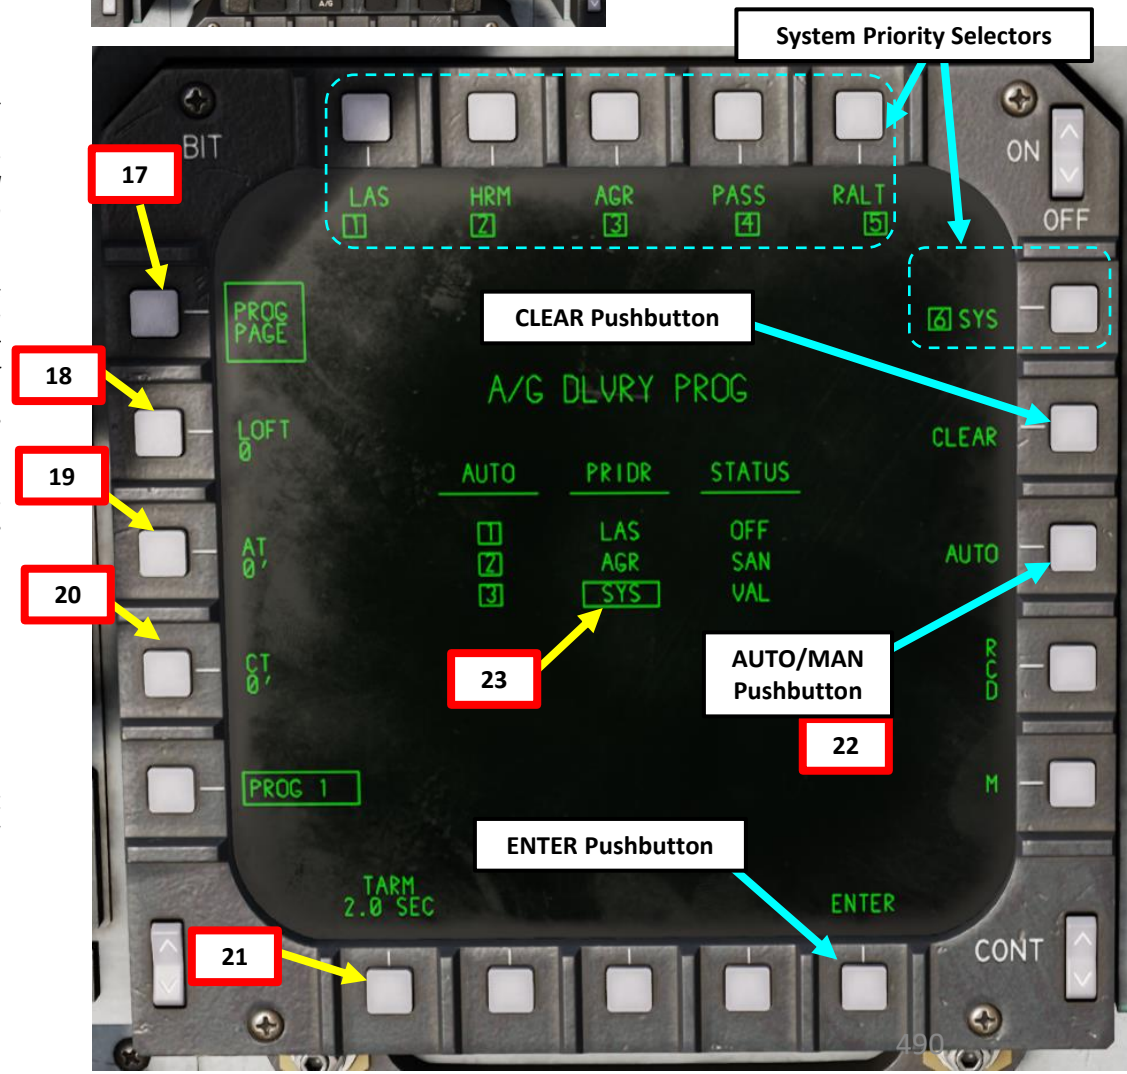 A/G
System Priority Selectors
BIT
ON
OFF
17
LAS HRM AGR PASS RALT
1 2 3 4 5
PROG
PAGE
CLEAR Pushbutton
6 SYS
18
A/G DLVRY PROG
LOFT
0
CLEAR
19
AUTO PRIDR STATUS
1 LAS OFF
2 AGR SAN
3 SYS VAL
AT
0'
AUTO
20
23
AUTO/MAN
Pushbutton
22
CT
0'
R
C
D
PROG 1
M
ENTER Pushbutton
TARM
2.0 SEC
ENTER
21
CONT
490